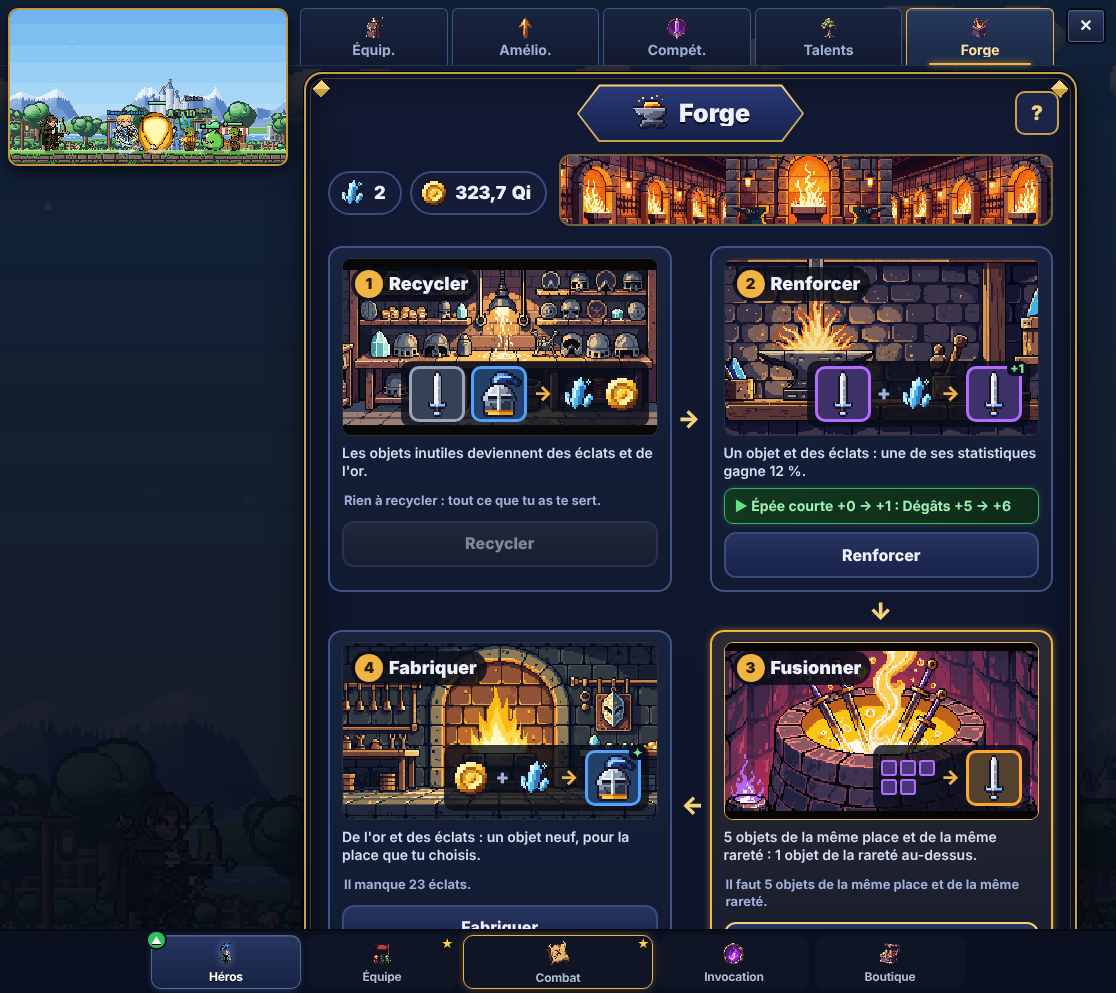 Équip.
Amélio.
Compét.
Talents
Forge
×
Forge
?
2
323,7 Qi
1 Recycler
Les objets inutiles deviennent des éclats et de
l'or.
Rien à recycler : tout ce que tu as te sert.
Recycler
2 Renforcer
+1
Un objet et des éclats : une de ses statistiques
gagne 12 %.
▶ Épée courte +0 → +1 : Dégâts +5 → +6
Renforcer
4 Fabriquer
De l'or et des éclats : un objet neuf, pour la
place que tu choisis.
Il manque 23 éclats.
Fabriquer
3 Fusionner
5 objets de la même place et de la même
rareté : 1 objet de la rareté au-dessus.
Il faut 5 objets de la même place et de la même
rareté.
Héros
Équipe
Combat
Invocation
Boutique